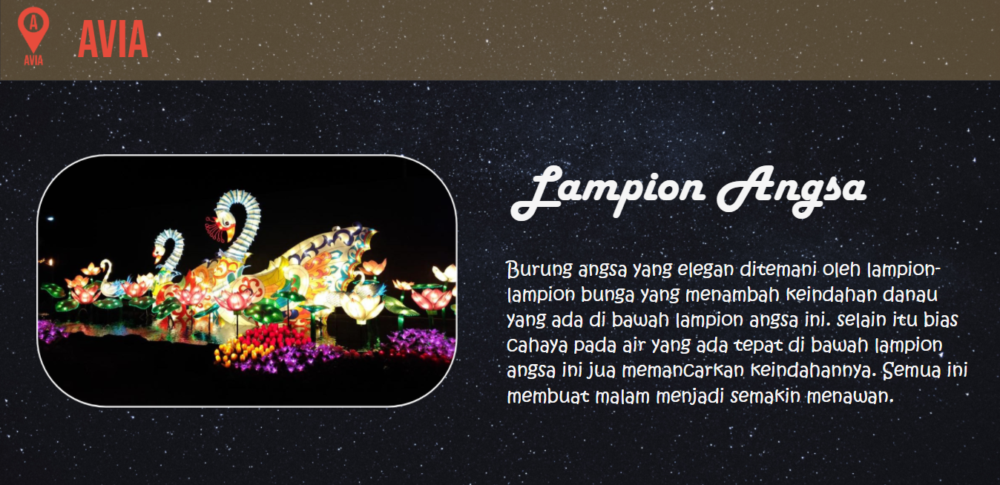 A
AVIA
AVIA
Lampion Angsa
Burung angsa yang elegan ditemani oleh lampion-
lampion bunga yang menambah keindahan danau
yang ada di bawah lampion angsa ini. selain itu bias
cahaya pada air yang ada tepat di bawah lampion
angsa ini jua memancarkan keindahannya. Semua ini
membuat malam menjadi semakin menawan.